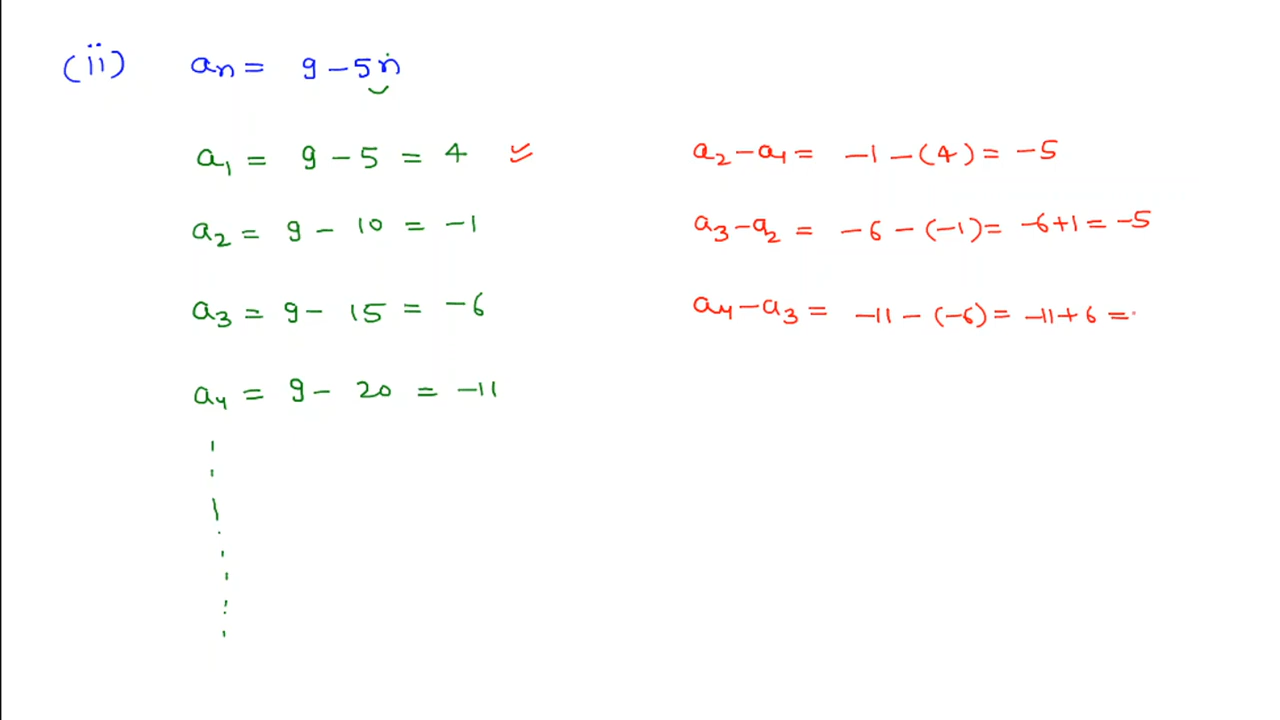 (ii) aₙ = 9 - 5n
a₁ = 9 - 5 = 4
a₂ = 9 - 10 = -1
a₃ = 9 - 15 = -6
a₄ = 9 - 20 = -11
a₂ - a₁ = -1 - (4) = -5
a₃ - a₂ = -6 - (-1) = -6 + 1 = -5
a₄ - a₃ = -11 - (-6) = -11 + 6 =